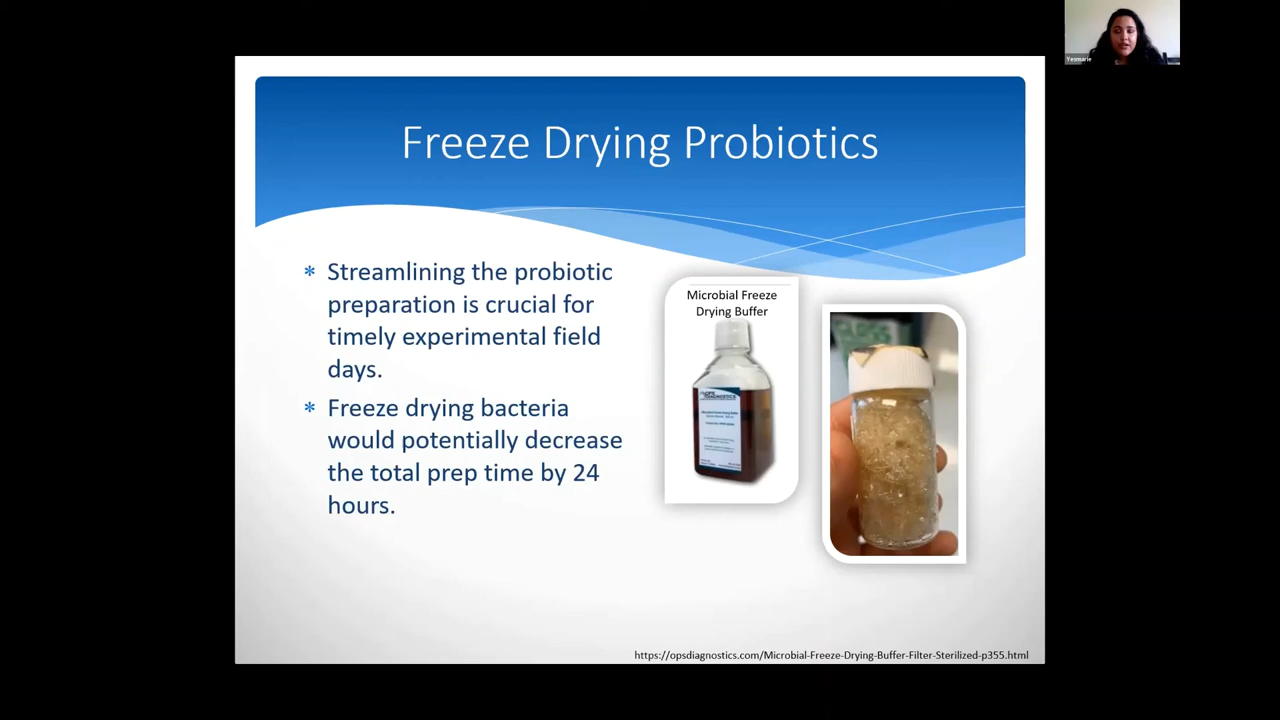 Yesmarie
Freeze Drying Probiotics
Streamlining the probiotic
preparation is crucial for
timely experimental field
days.
Freeze drying bacteria
would potentially decrease
the total prep time by 24
hours.
Microbial Freeze
Drying Buffer
DIAGNOSTICS
https://opsdiagnostics.com/Microbial-Freeze-Drying-Buffer-Filter-Sterilized-p355.html